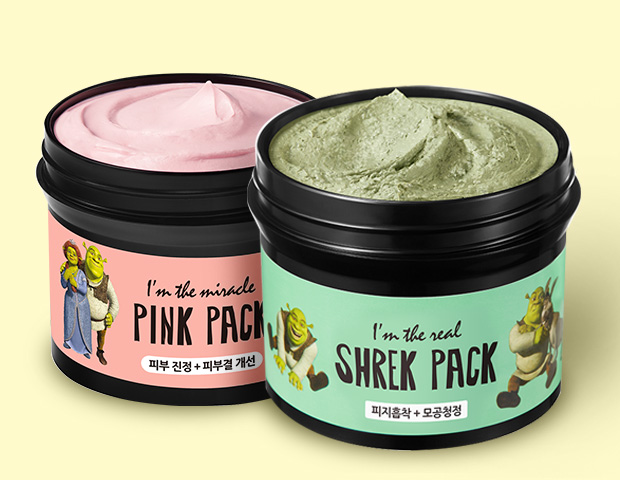 I'm the miracle
PINK PACK
피부 진정 + 피부결 개선
I'm the real
SHREK PACK
피지흡착 + 모공청정